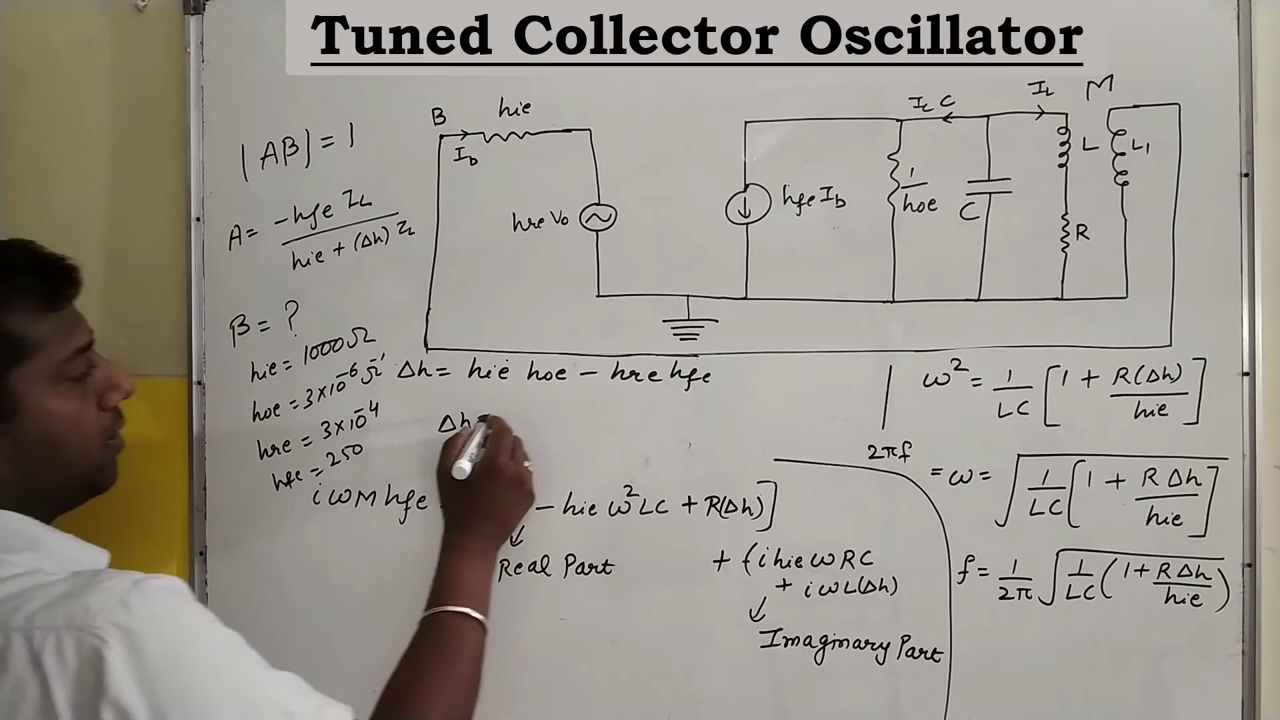 Tuned Collector Oscillator
|AB| = 1
A = -hfe ZL / hie + (Δh) ZL
β = ?
hie = 1000Ω
hoe = 3×10⁻⁶ Ω⁻¹
hre = 3×10⁻⁴
hfe = 250
B
hie
Ib
hre Vo
hfe Ib
1/hoe
C
IL
M
L
L1
C
R
Δh = hie hoe - hre hfe
Δh =
iωM hfe
- hie ω²LC + R(Δh)]
Real Part
+ {i hie ωRC
+ iωL(Δh)
Imaginary Part
ω² = 1/LC [1 + R(Δh)/hie]
2πf
= ω = √(1/LC [1 + RΔh/hie])
f = 1/2π √(1/LC (1 + RΔh/hie))